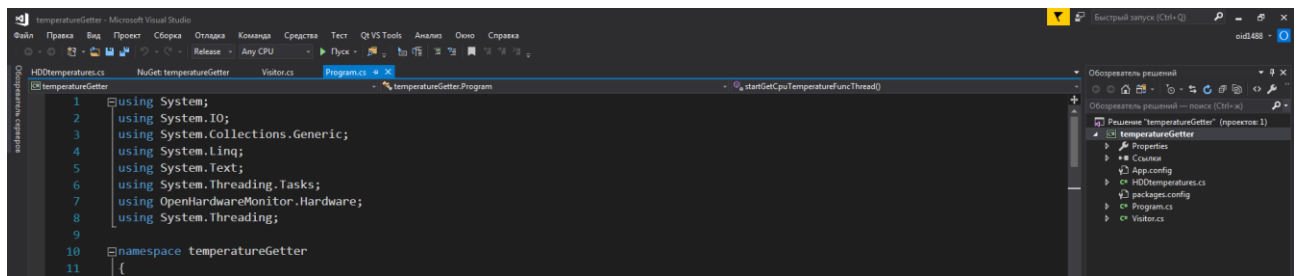 temperatureGetter - Microsoft Visual Studio
Быстрый запуск (Ctrl+Q)
Файл Правка Вид Проект Сборка Отладка Команда Средства Тест Qt VS Tools Анализ Окно Справка
oid1488
Release Any CPU Пуск
Обозреватель серверов
HDDtemperatures.cs NuGet: temperatureGetter Visitor.cs Program.cs
temperatureGetter temperatureGetter.Program startGetCpuTemperatureFuncThread()
1 using System;
2 using System.IO;
3 using System.Collections.Generic;
4 using System.Linq;
5 using System.Text;
6 using System.Threading.Tasks;
7 using OpenHardwareMonitor.Hardware;
8 using System.Threading;
9
10 namespace temperatureGetter
11 {
Обозреватель решений
Обозреватель решений — поиск (Ctrl+ж)
Решение "temperatureGetter" (проектов: 1)
temperatureGetter
Properties
Ссылки
App.config
HDDtemperatures.cs
packages.config
Program.cs
Visitor.cs